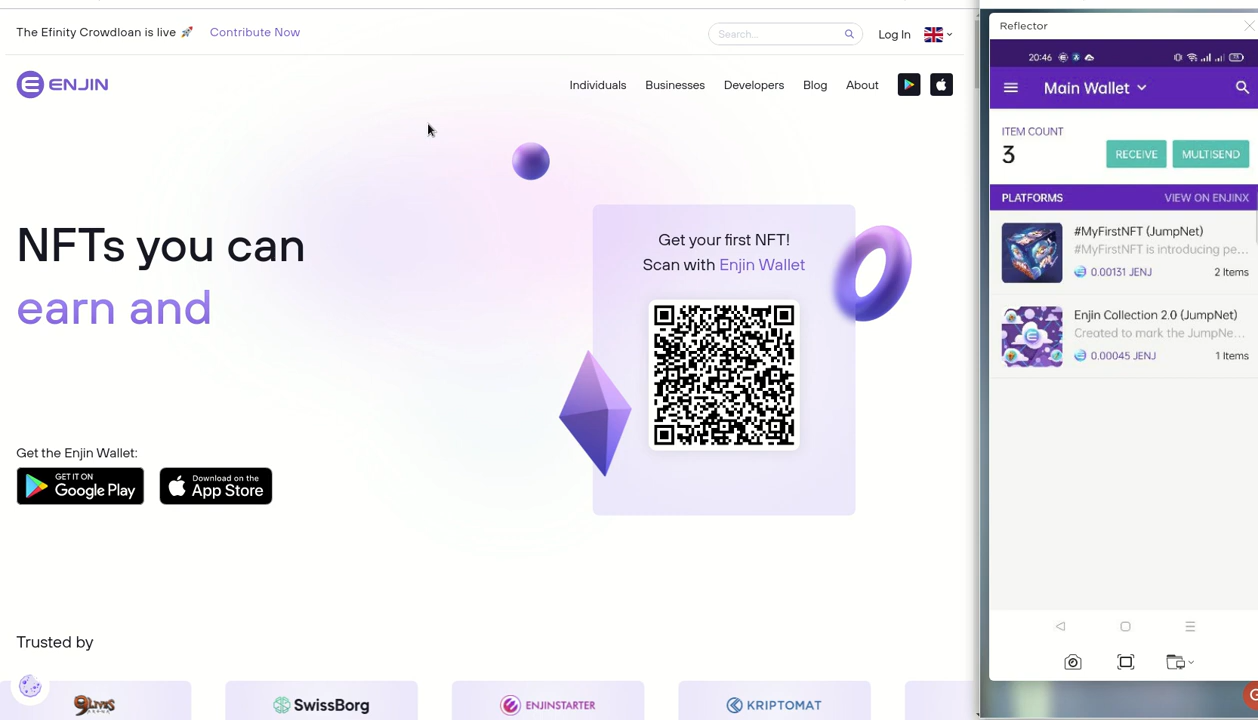 The Efinity Crowdloan is live 🚀 Contribute Now
Search...
Log In
ENJIN
Individuals
Businesses
Developers
Blog
About
NFTs you can
earn and
Get your first NFT!
Scan with Enjin Wallet
Get the Enjin Wallet:
GET IT ON
Google Play
Download on the
App Store
Trusted by
9LIVES
SwissBorg
ENJINSTARTER
KRIPTOMAT
Reflector
20:46
Main Wallet
ITEM COUNT
3
RECEIVE
MULTISEND
PLATFORMS
VIEW ON ENJINX
#MyFirstNFT (JumpNet)
#MyFirstNFT is introducing pe...
0.00131 JENJ
2 Items
Enjin Collection 2.0 (JumpNet)
Created to mark the JumpNe...
0.00045 JENJ
1 Items